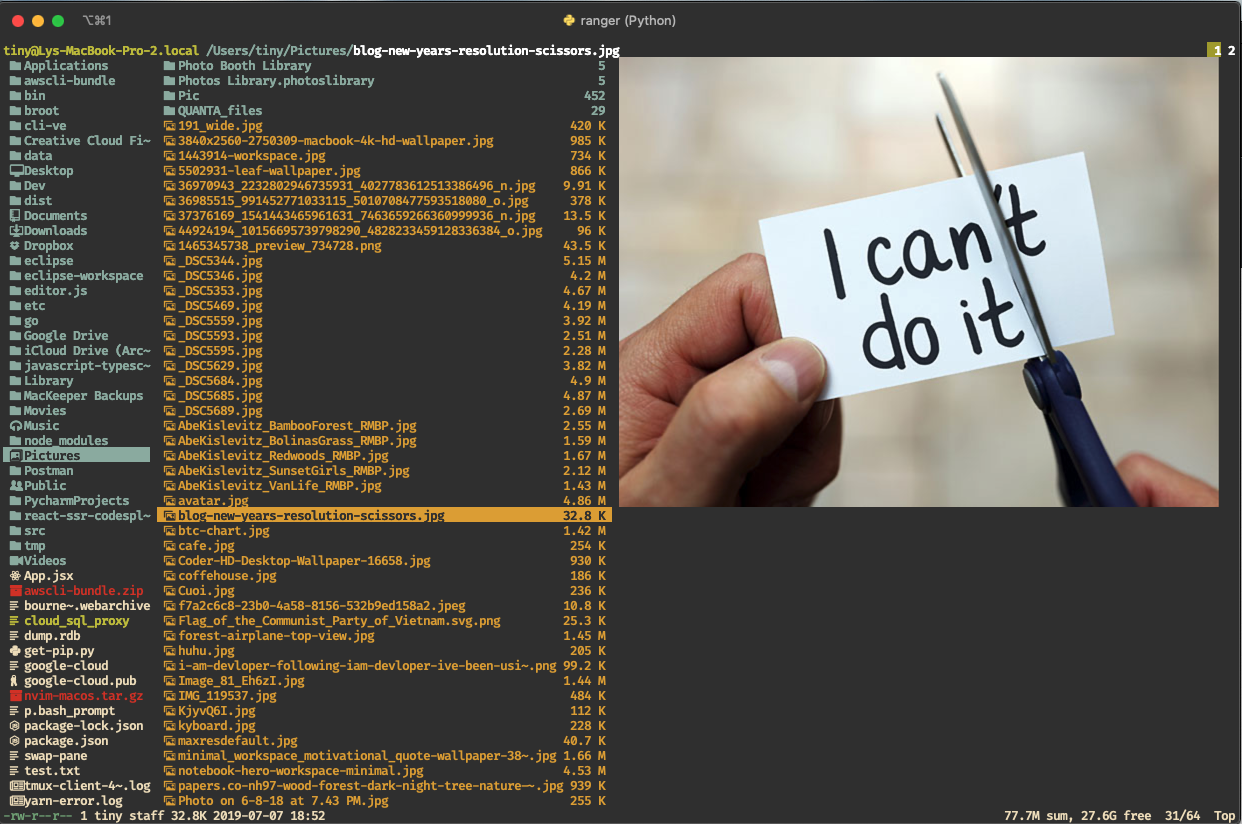 ⌥⌘1 ranger (Python)
tiny@Lys-MacBook-Pro-2.local /Users/tiny/Pictures/blog-new-years-resolution-scissors.jpg 1 2
Applications Photo Booth Library 5
awscli-bundle Photos Library.photoslibrary 5
bin Pic 452
broot QUANTA_files 29
cli-ve 191_wide.jpg 420 K
Creative Cloud Fi~ 3840x2560-2750309-macbook-4k-hd-wallpaper.jpg 985 K
data 1443914-workspace.jpg 734 K
Desktop 5502931-leaf-wallpaper.jpg 866 K
Dev 36970943_2232802946735931_4027783612513386496_n.jpg 9.91 K
dist 36985515_991452771033115_5010708477593518080_o.jpg 378 K
Documents 37376169_1541443465961631_7463659266360999936_n.jpg 13.5 K
Downloads 44924194_10156695739798290_4828233459128336384_o.jpg 96 K
Dropbox 1465345738_preview_734728.png 43.5 K
eclipse _DSC5344.jpg 5.15 M
eclipse-workspace _DSC5346.jpg 4.2 M
editor.js _DSC5353.jpg 4.67 M
etc _DSC5469.jpg 4.19 M
go _DSC5559.jpg 3.92 M
Google Drive _DSC5593.jpg 2.51 M
iCloud Drive (Arc~ _DSC5595.jpg 2.28 M
javascript-typesc~ _DSC5629.jpg 3.82 M
Library _DSC5684.jpg 4.9 M
MacKeeper Backups _DSC5685.jpg 4.87 M
Movies _DSC5689.jpg 2.69 M
Music AbeKislevitz_BambooForest_RMBP.jpg 2.55 M
node_modules AbeKislevitz_BolinasGrass_RMBP.jpg 1.59 M
Pictures AbeKislevitz_Redwoods_RMBP.jpg 1.67 M
Postman AbeKislevitz_SunsetGirls_RMBP.jpg 2.12 M
Public AbeKislevitz_VanLife_RMBP.jpg 1.43 M
PycharmProjects avatar.jpg 4.86 M
react-ssr-codespl~ blog-new-years-resolution-scissors.jpg 32.8 K
src btc-chart.jpg 1.42 M
tmp cafe.jpg 254 K
Videos Coder-HD-Desktop-Wallpaper-16658.jpg 930 K
App.jsx coffehouse.jpg 186 K
awscli-bundle.zip Cuoi.jpg 236 K
bourne~.webarchive f7a2c6c8-23b0-4a58-8156-532b9ed158a2.jpeg 10.8 K
cloud_sql_proxy Flag_of_the_Communist_Party_of_Vietnam.svg.png 25.3 K
dump.rdb forest-airplane-top-view.jpg 1.45 M
get-pip.py huhu.jpg 205 K
google-cloud i-am-devloper-following-iam-devloper-ive-been-usi~.png 99.2 K
google-cloud.pub Image_81_Eh6zI.jpg 1.44 M
nvim-macos.tar.gz IMG_119537.jpg 484 K
p.bash_prompt KjyvQ6I.jpg 112 K
package-lock.json kyboard.jpg 228 K
package.json maxresdefault.jpg 40.7 K
swap-pane minimal_workspace_motivational_quote-wallpaper-38~.jpg 1.66 M
test.txt notebook-hero-workspace-minimal.jpg 4.53 M
tmux-client-4~.log papers.co-nh97-wood-forest-dark-night-tree-nature-~~.jpg 939 K
yarn-error.log Photo on 6-8-18 at 7.43 PM.jpg 255 K
I can't
do it
-rw-r--r-- 1 tiny staff 32.8K 2019-07-07 18:52 77.7M sum, 27.6G free 31/64 Top